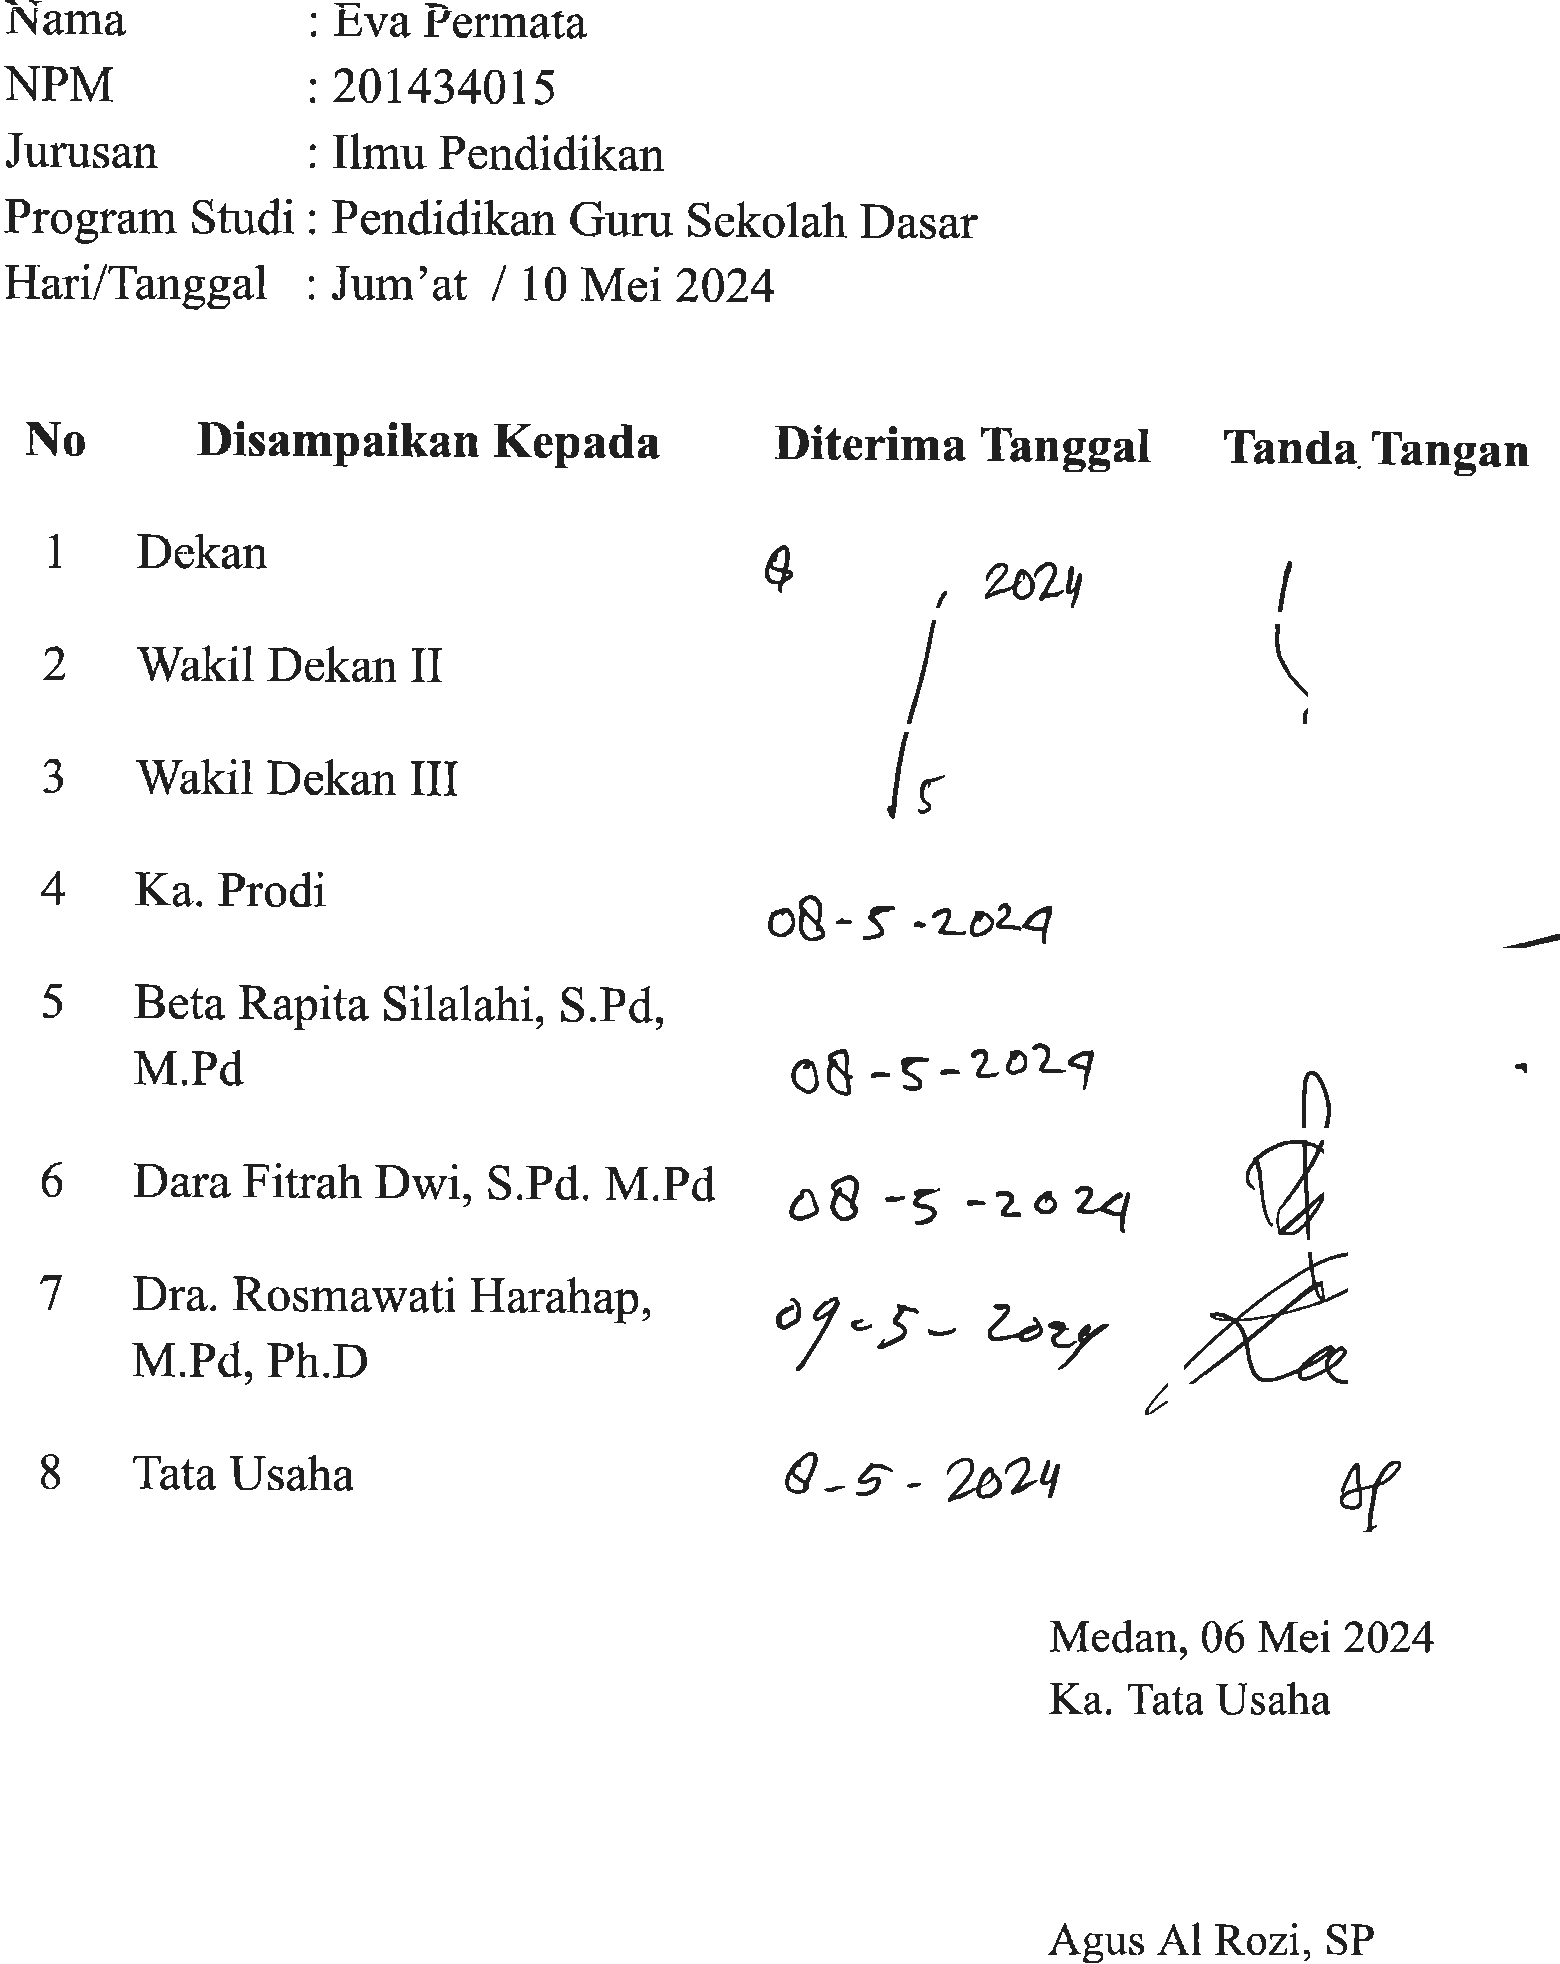 Nama : Eva Permata
NPM : 201434015
Jurusan : Ilmu Pendidikan
Program Studi : Pendidikan Guru Sekolah Dasar
Hari/Tanggal : Jum'at / 10 Mei 2024
No Disampaikan Kepada Diterima Tanggal Tanda Tangan
1 Dekan 8 / 5 2024
2 Wakil Dekan II
3 Wakil Dekan III
4 Ka. Prodi 08-5-2024
5 Beta Rapita Silalahi, S.Pd,
M.Pd 08-5-2024
6 Dara Fitrah Dwi, S.Pd. M.Pd 08-5-2024
7 Dra. Rosmawati Harahap, 09-5-2024
M.Pd, Ph.D
8 Tata Usaha 8-5-2024
Medan, 06 Mei 2024
Ka. Tata Usaha
Agus Al Rozi, SP